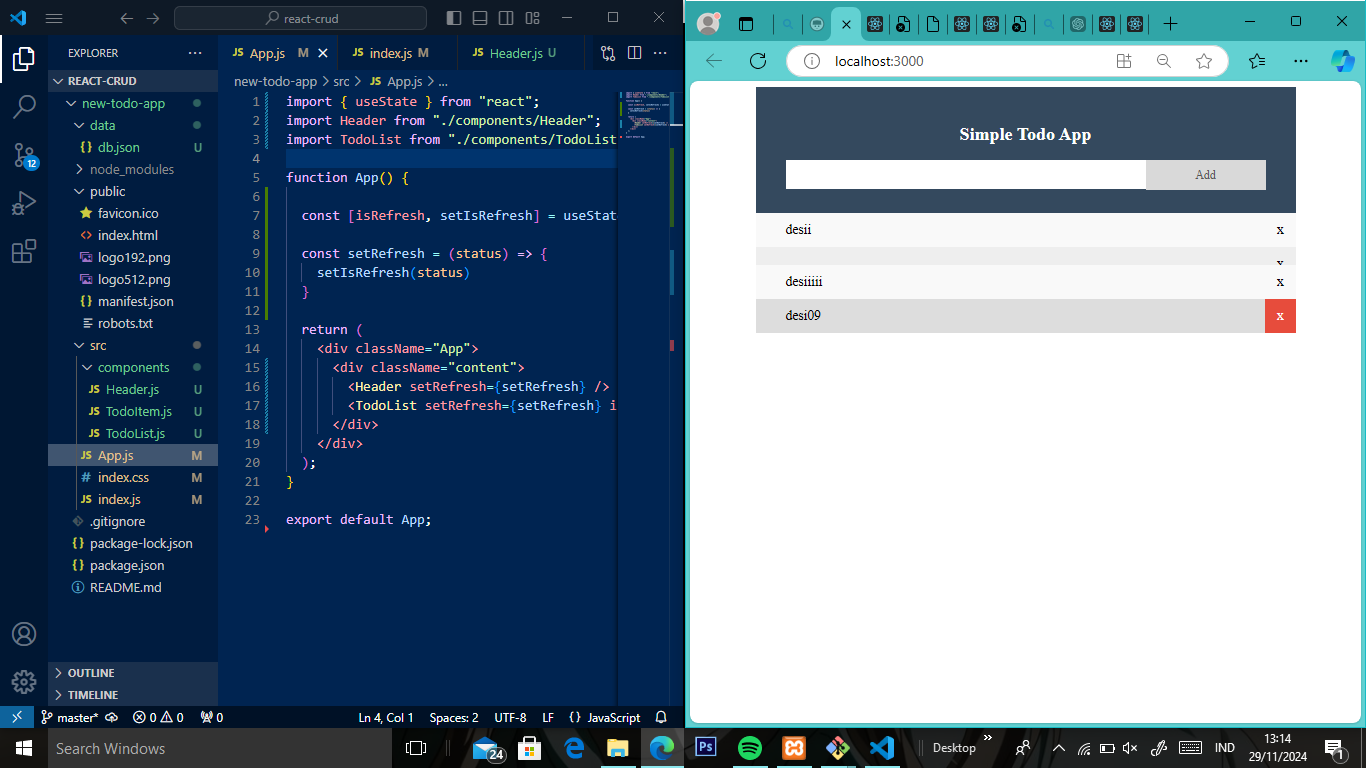 react-crud
EXPLORER
REACT-CRUD
new-todo-app
data
{} db.json U
node_modules
public
favicon.ico
<> index.html
logo192.png
logo512.png
{} manifest.json
robots.txt
src
components
JS Header.js U
JS TodoItem.js U
JS TodoList.js U
JS App.js M
# index.css M
JS index.js M
.gitignore
{} package-lock.json
{} package.json
README.md
OUTLINE
TIMELINE
12
JS App.js M
JS index.js M
JS Header.js U
new-todo-app > src > JS App.js > ...
1 import { useState } from "react";
2 import Header from "./components/Header";
3 import TodoList from "./components/TodoList
4
5 function App() {
6
7 const [isRefresh, setIsRefresh] = useStat
8
9 const setRefresh = (status) => {
10 setIsRefresh(status)
11 }
12
13 return (
14 <div className="App">
15 <div className="content">
16 <Header setRefresh={setRefresh} />
17 <TodoList setRefresh={setRefresh} i
18 </div>
19 </div>
20 );
21 }
22
23 export default App;
master* 0 0 0 Ln 4, Col 1 Spaces: 2 UTF-8 LF {} JavaScript
localhost:3000
Simple Todo App
Add
desii x
x
desiiiii x
desi09 x
Search Windows
24
Ps
Desktop
IND
13:14
29/11/2024
1